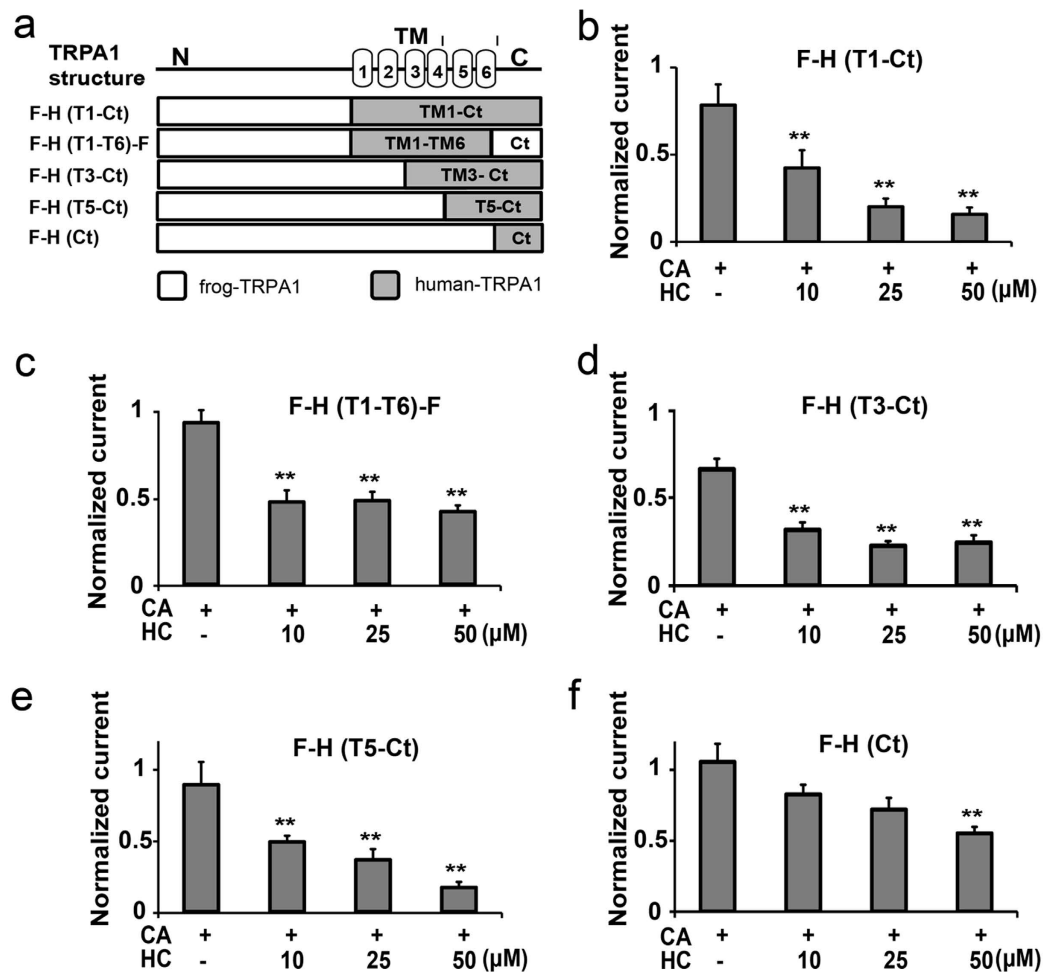 a
TRPA1
structure
N
TM
C
1 2 3 4 5 6
F-H (T1-Ct)
TM1-Ct
F-H (T1-T6)-F
TM1-TM6
Ct
F-H (T3-Ct)
TM3- Ct
F-H (T5-Ct)
T5-Ct
F-H (Ct)
Ct
frog-TRPA1
human-TRPA1
b
F-H (T1-Ct)
Normalized current
1
0.5
0
**
**
**
CA + + + +
HC - 10 25 50 (µM)
c
F-H (T1-T6)-F
Normalized current
1
0.5
0
**
**
**
CA + + + +
HC - 10 25 50 (µM)
d
F-H (T3-Ct)
Normalized current
1
0.5
0
**
**
**
CA + + + +
HC - 10 25 50 (µM)
e
F-H (T5-Ct)
Normalized current
1
0.5
0
**
**
**
CA + + + +
HC - 10 25 50 (µM)
f
F-H (Ct)
Normalized current
1
0.5
0
**
CA + + + +
HC - 10 25 50 (µM)